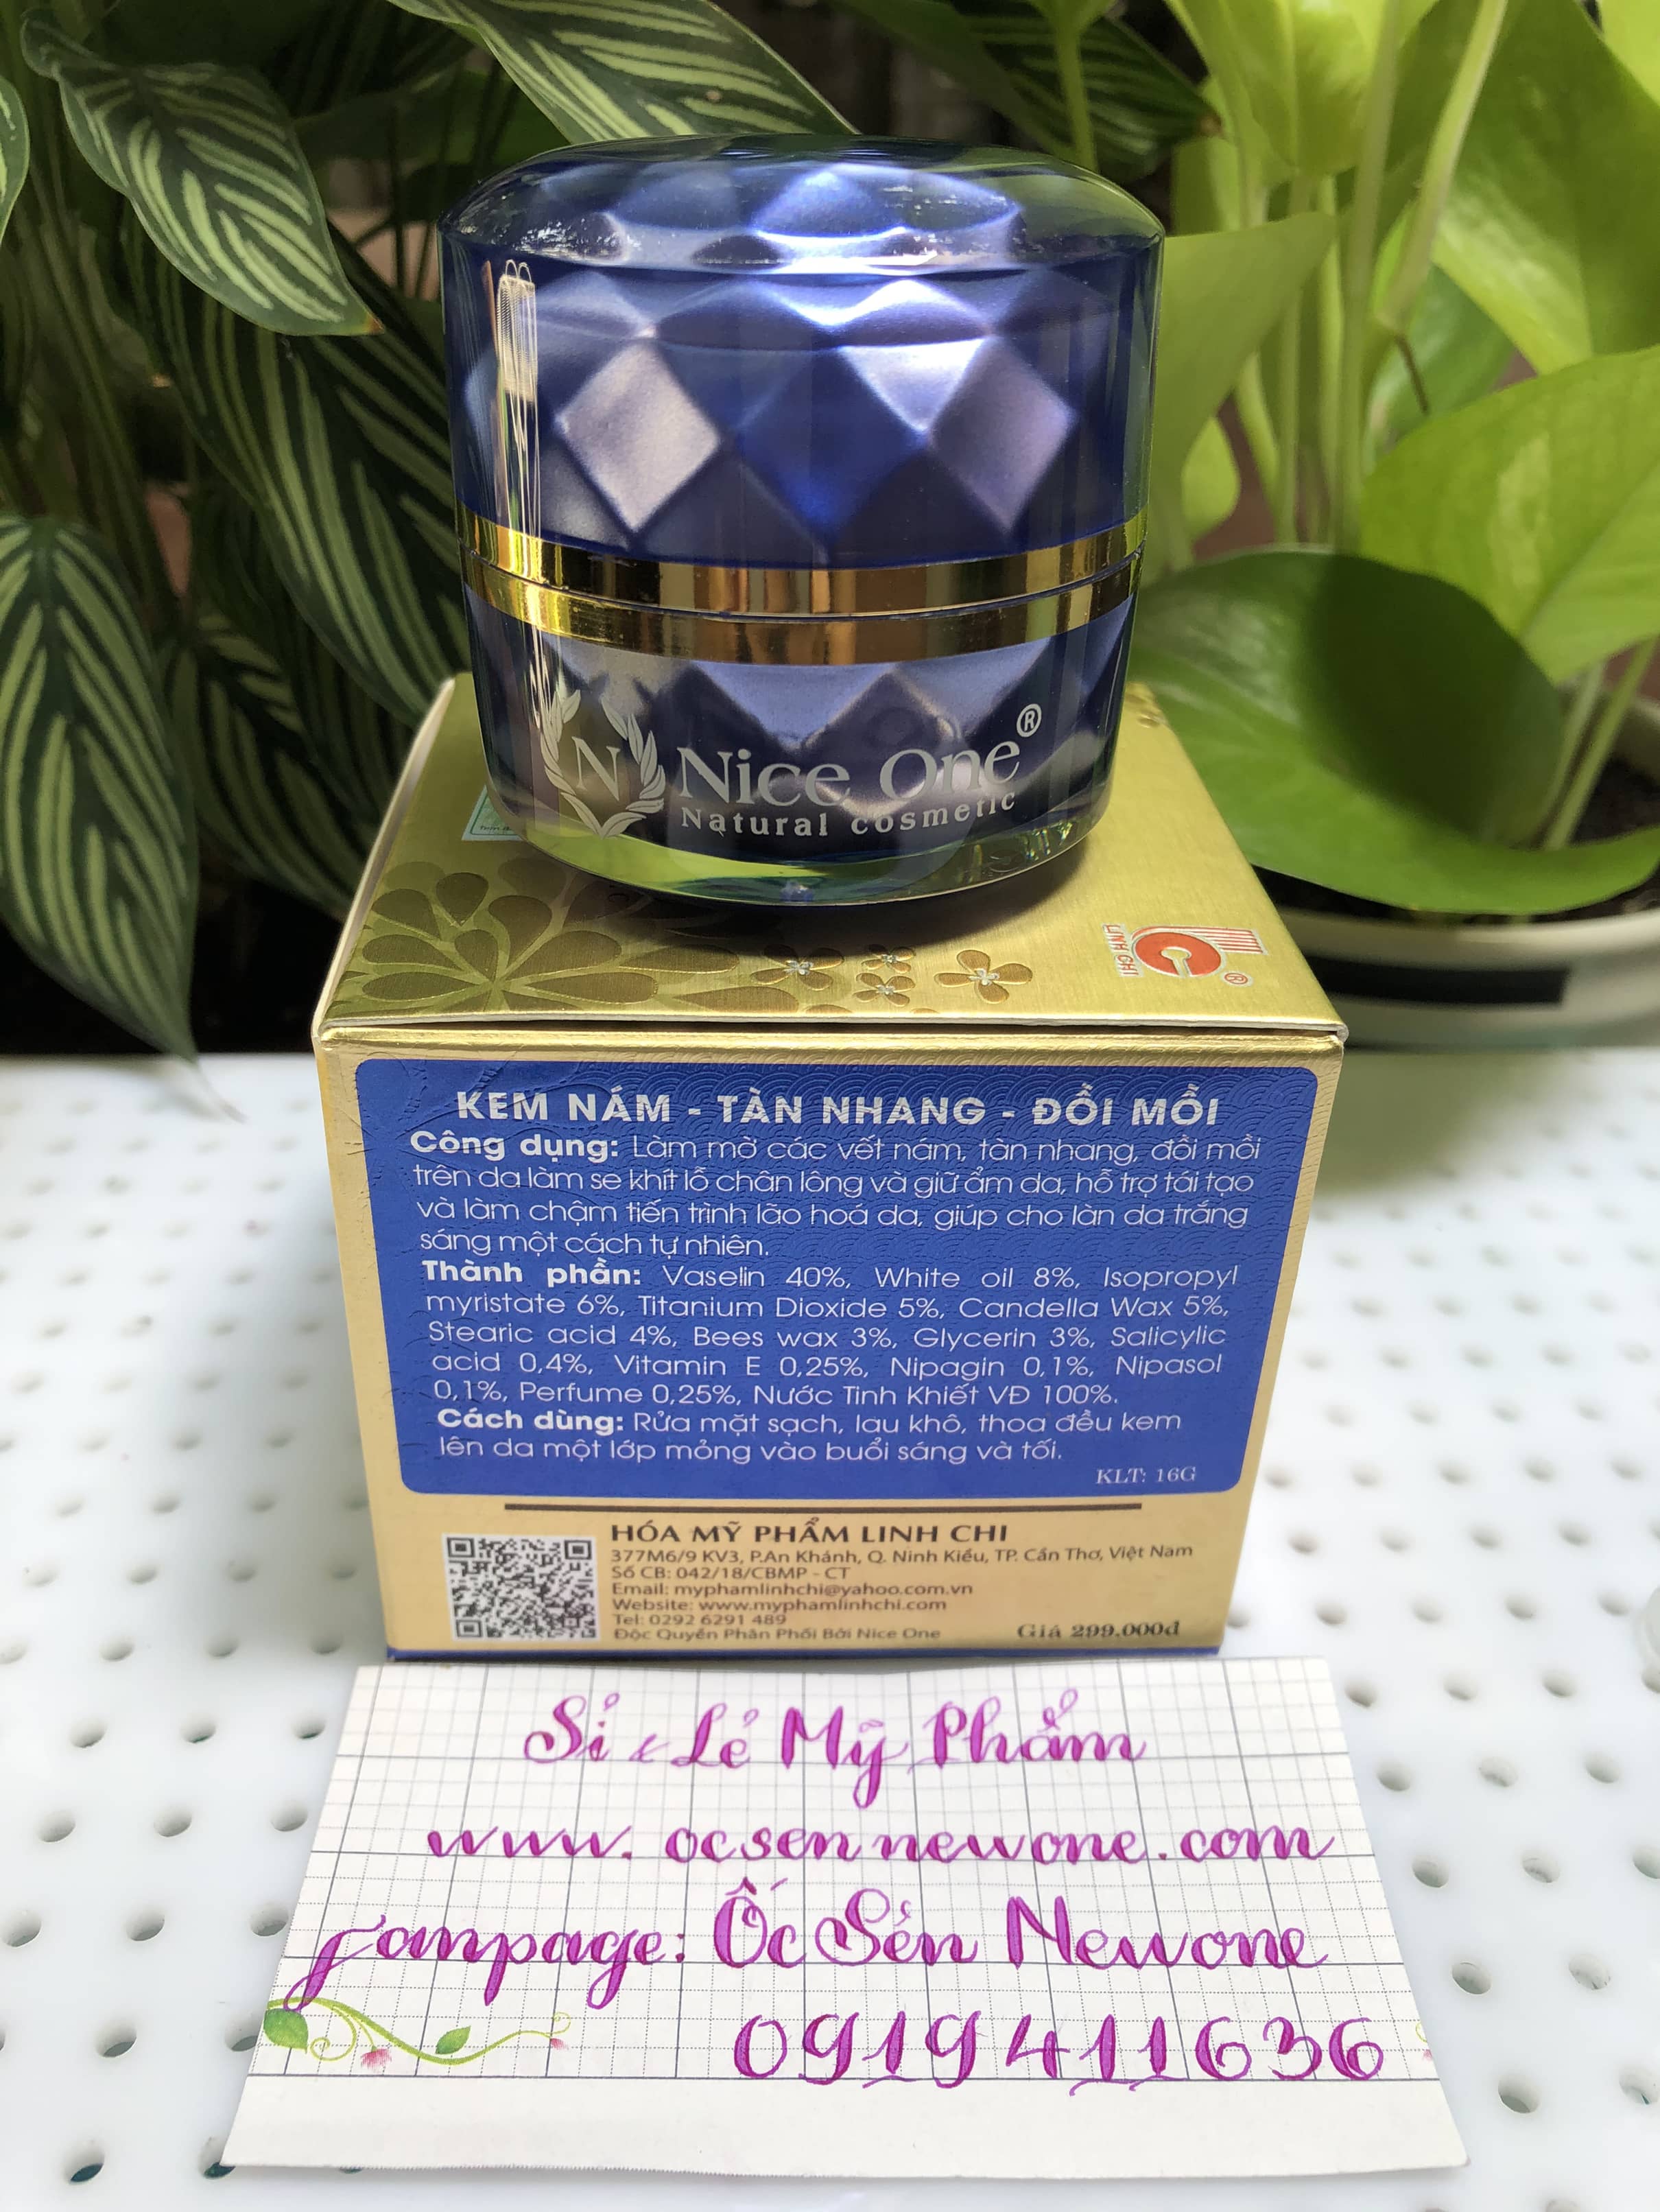 N Nice One®
Natural cosmetic
LINH CHI ®
KEM NÁM - TÀN NHANG - ĐỒI MỒI
Công dụng: Làm mờ các vết nám, tàn nhang, đồi mồi
trên da làm se khít lỗ chân lông và giữ ẩm da, hỗ trợ tái tạo
và làm chậm tiến trình lão hoá da, giúp cho làn da trắng
sáng một cách tự nhiên.
Thành phần: Vaselin 40%, White oil 8%, Isopropyl
myristate 6%, Titanium Dioxide 5%, Candella Wax 5%,
Stearic acid 4%, Bees wax 3%, Glycerin 3%, Salicylic
acid 0,4%, Vitamin E 0,25%, Nipagin 0,1%, Nipasol
0,1%, Perfume 0,25%, Nước Tinh Khiết VĐ 100%.
Cách dùng: Rửa mặt sạch, lau khô, thoa đều kem
lên da một lớp mỏng vào buổi sáng và tối.
KLT: 16G
HÓA MỸ PHẨM LINH CHI
377M6/9 KV3, P.An Khánh, Q. Ninh Kiều, TP. Cần Thơ, Việt Nam
Số CB: 042/18/CBMP - CT
Email: myphamlinhchi@yahoo.com.vn
Website: www.myphamlinhchi.com
Tel: 0292 6291 489
Độc Quyền Phân Phối Bởi Nice One
Giá 299.000đ
Sỉ & Lẻ Mỹ Phẩm
www.ocsennewone.com
fanpage: Ốc Sên Newone
0919411636